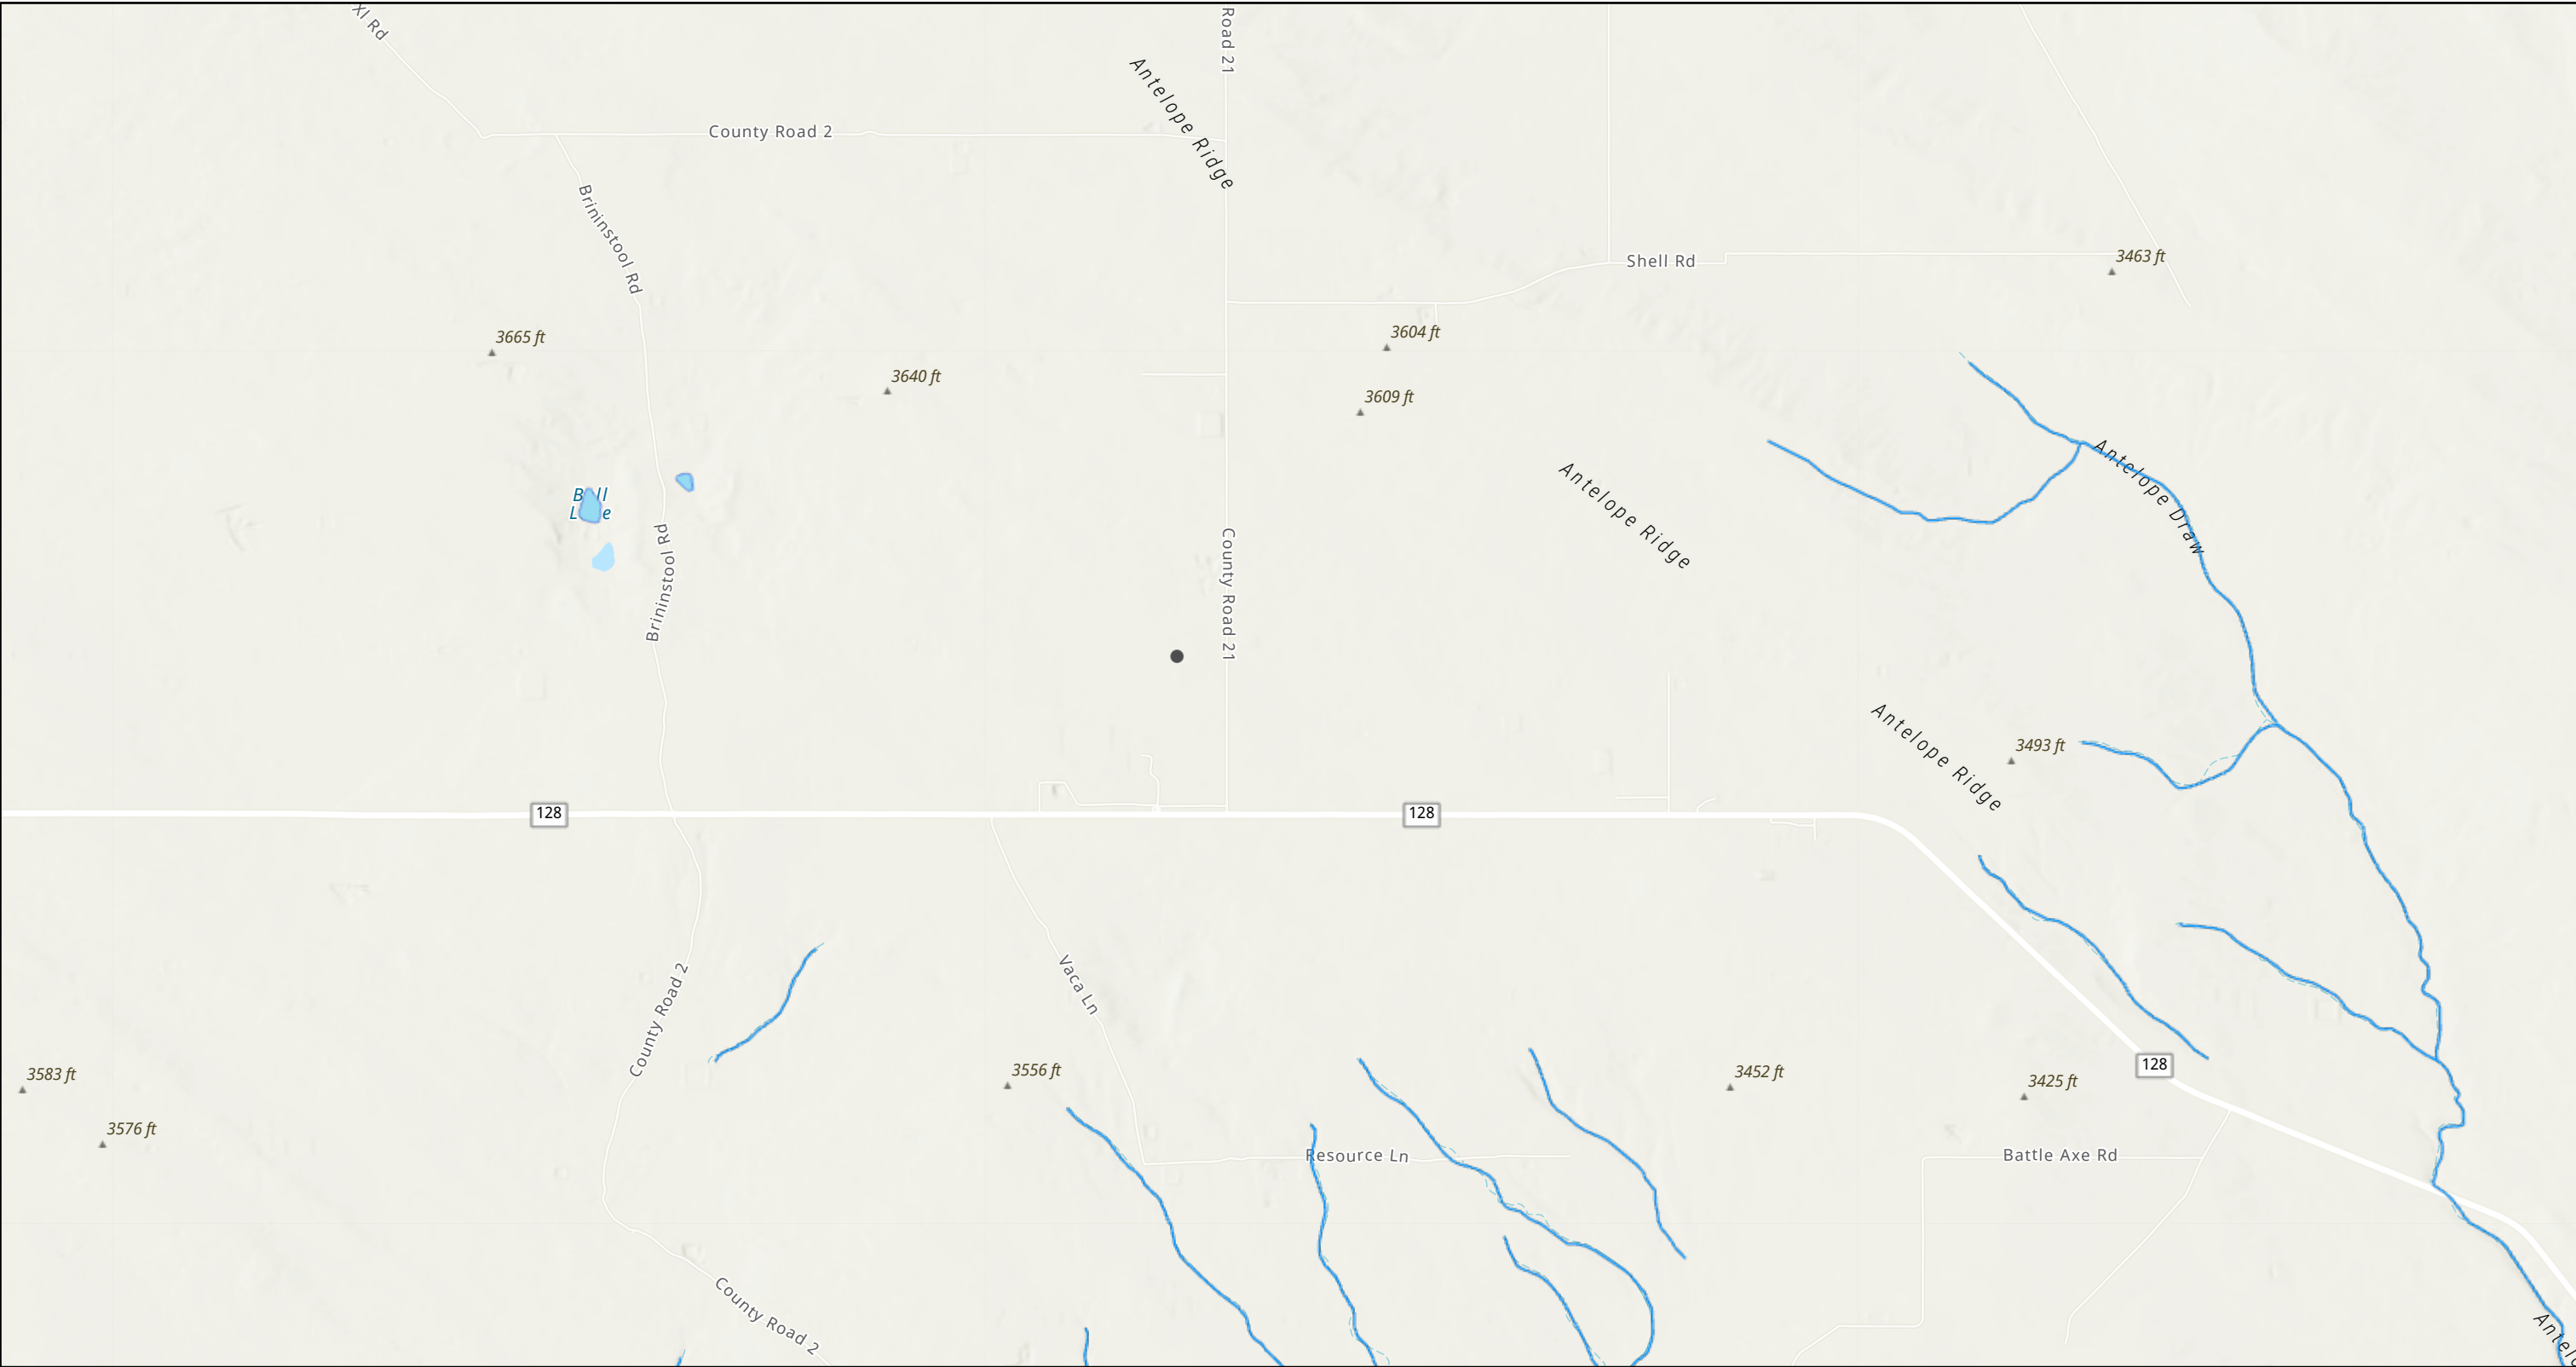 Xl Rd
Road 21
Antelope Ridge
County Road 2
Brininstool Rd
Shell Rd
3463 ft
3665 ft
3604 ft
3640 ft
3609 ft
Antelope Draw
Antelope Ridge
Brininstool Rd
County Road 21
Antelope Ridge
3493 ft
128
128
Vaca Ln
County Road 2
128
3583 ft
3556 ft
3452 ft
3425 ft
3576 ft
Resource Ln
Battle Axe Rd
County Road 2